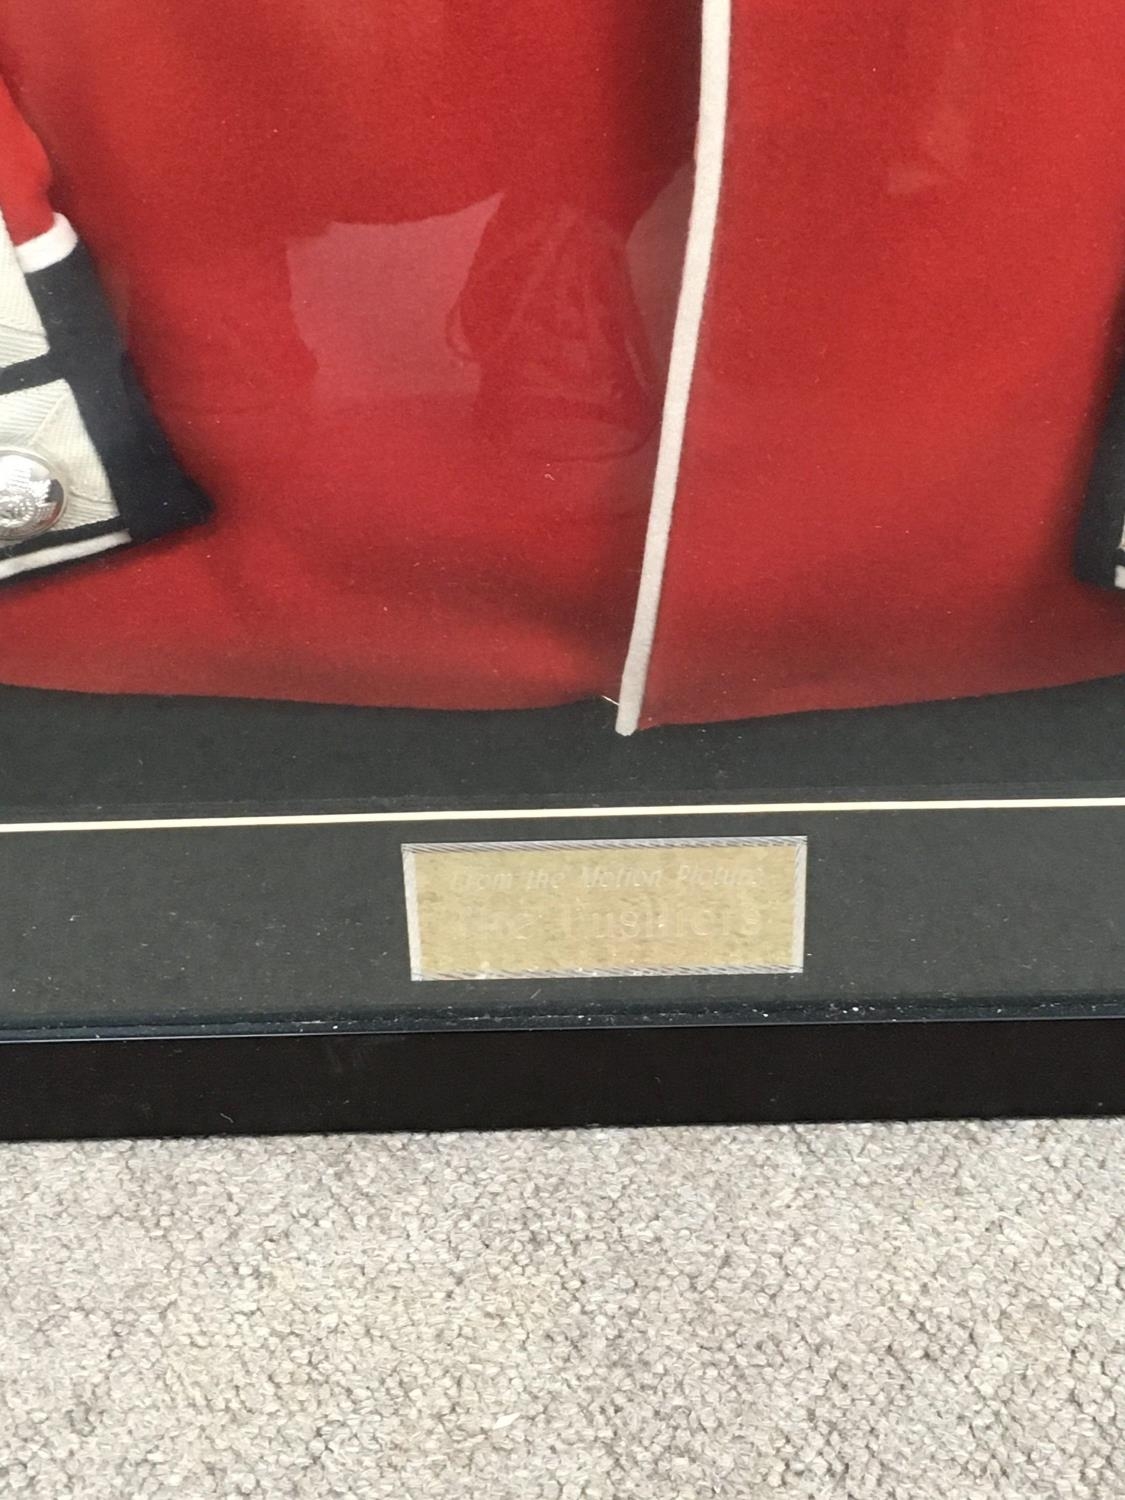 From the Motion Picture
The Fusiliers